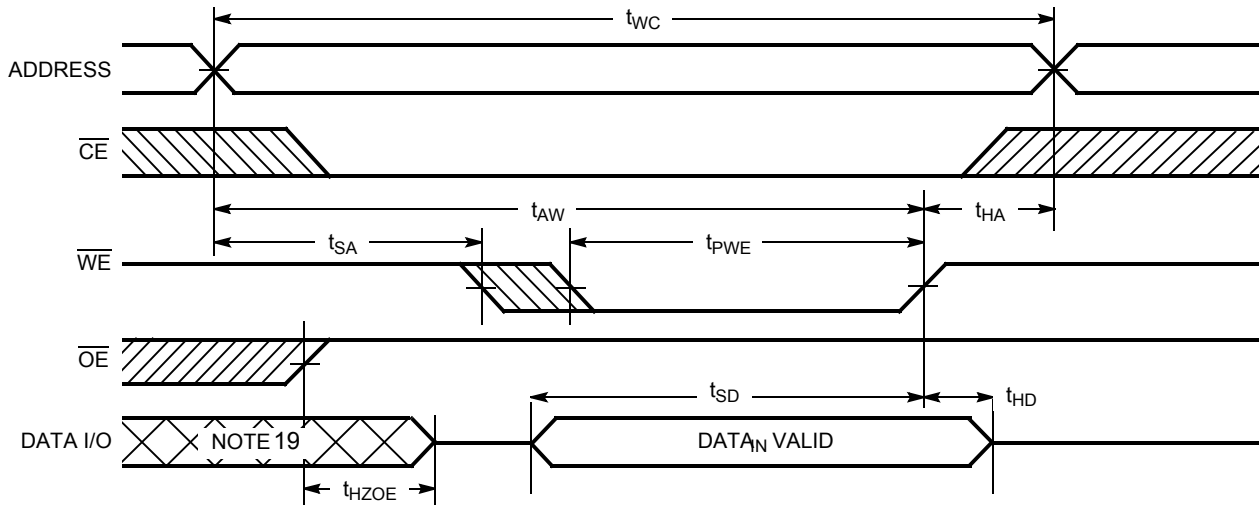 tWC
ADDRESS
CE
tAW
tHA
tSA
tPWE
WE
OE
tSD
tHD
DATA I/O
NOTE 19
DATAIN VALID
tHZOE